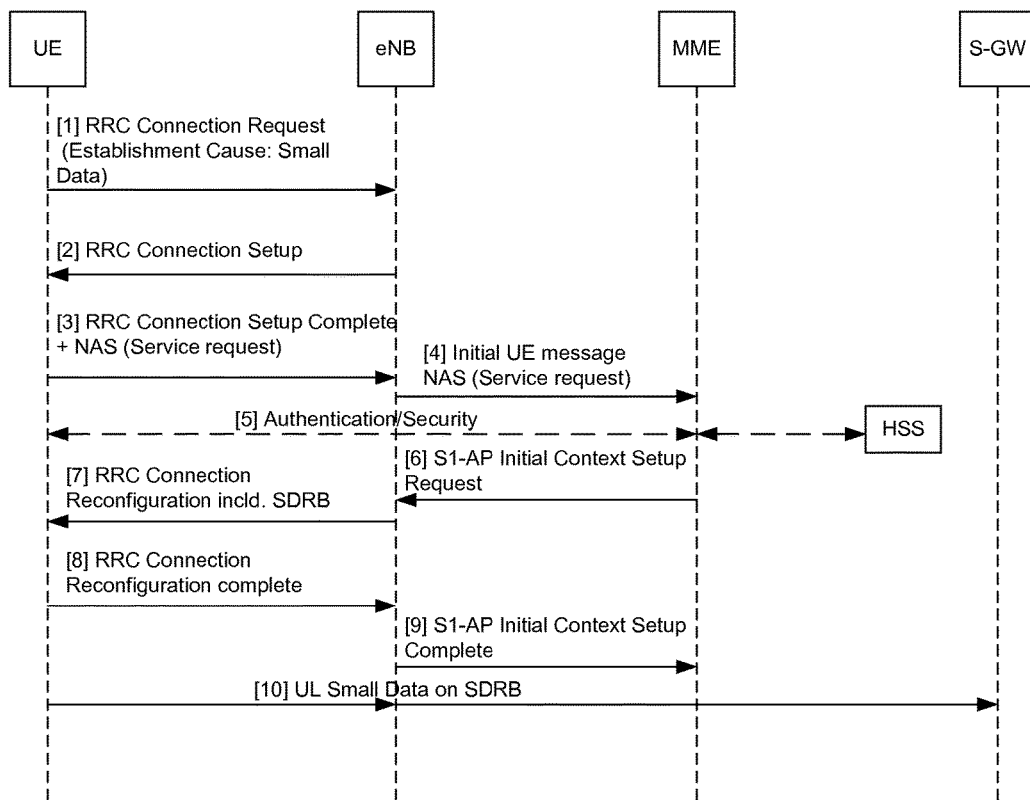 UE
eNB
MME
S-GW
[1] RRC Connection Request
(Establishment Cause: Small
Data)
[2] RRC Connection Setup
[3] RRC Connection Setup Complete
+ NAS (Service request)
[4] Initial UE message
NAS (Service request)
[5] Authentication/Security
HSS
[6] S1-AP Initial Context Setup
Request
[7] RRC Connection
Reconfiguration incld. SDRB
[8] RRC Connection
Reconfiguration complete
[9] S1-AP Initial Context Setup
Complete
[10] UL Small Data on SDRB